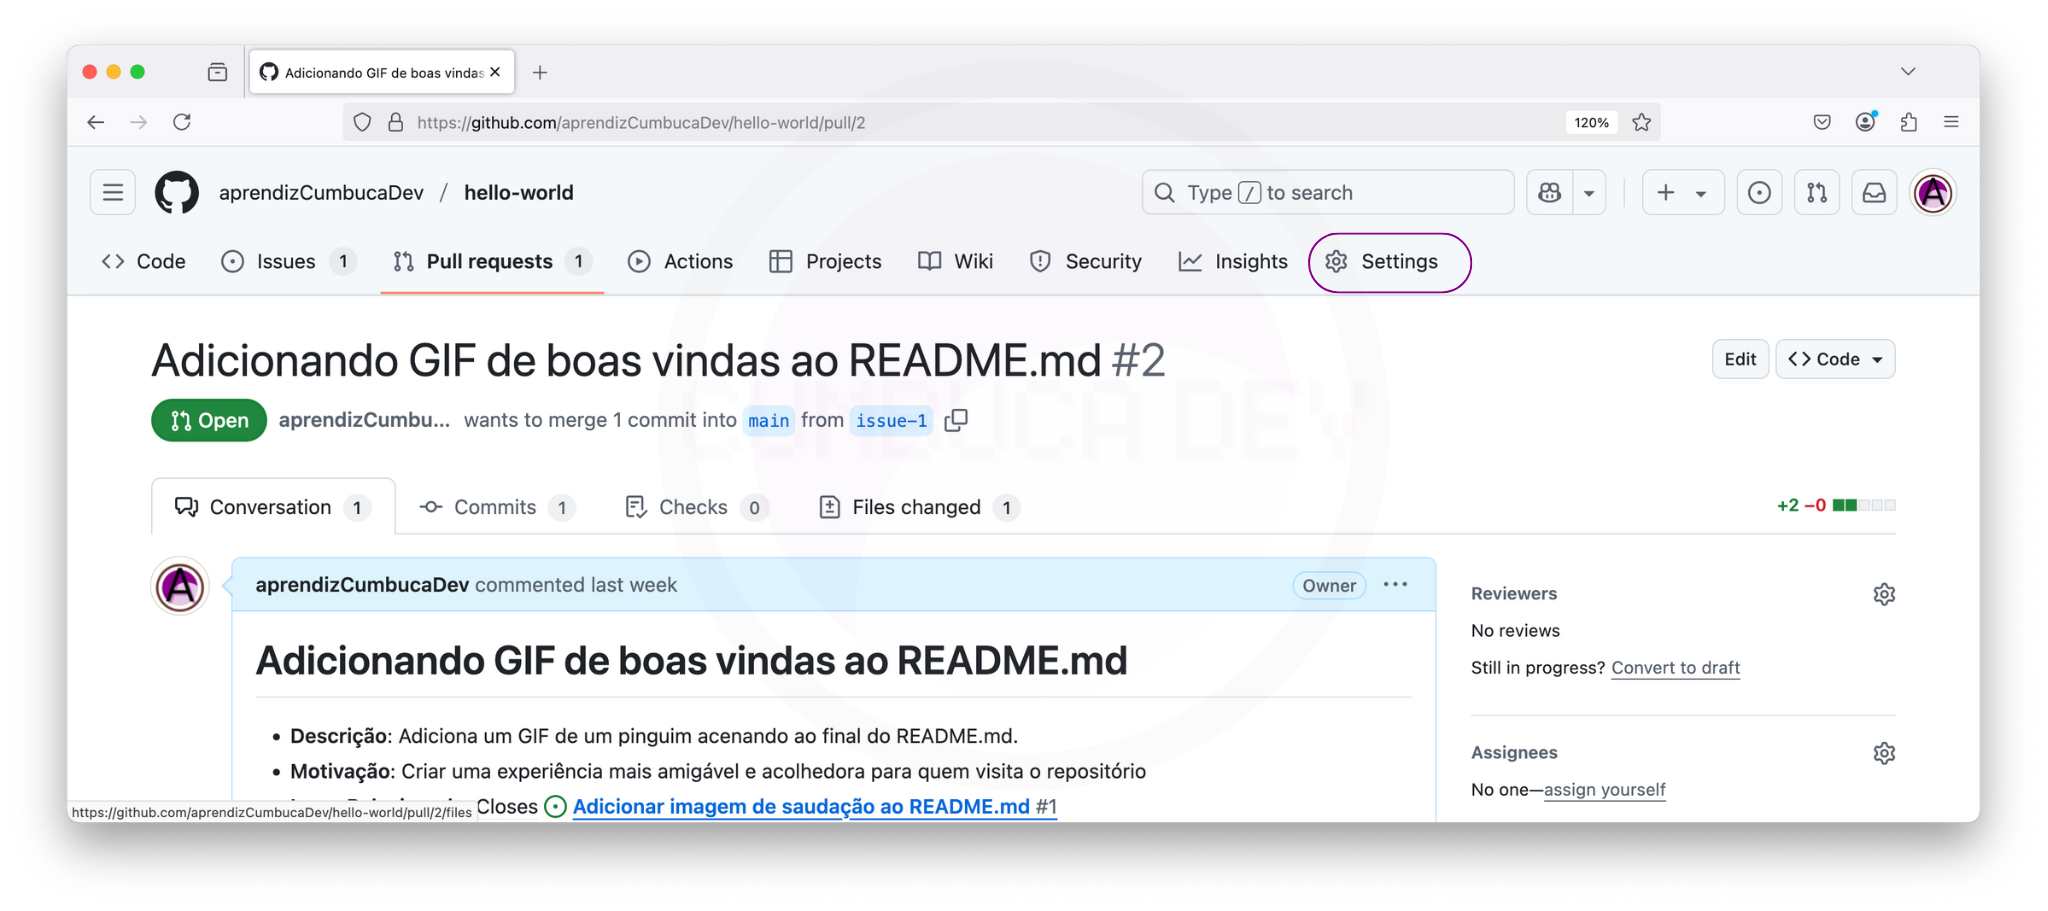 Adicionando GIF de boas vindas
https://github.com/aprendizCumbucaDev/hello-world/pull/2 120%
aprendizCumbucaDev / hello-world Type / to search
Code Issues 1 Pull requests 1 Actions Projects Wiki Security Insights Settings
Adicionando GIF de boas vindas ao README.md #2
Edit Code
Open aprendizCumbu... wants to merge 1 commit into main from issue-1
CUMBUCA DEV
Conversation 1 Commits 1 Checks 0 Files changed 1
+2 −0
aprendizCumbucaDev commented last week Owner
Adicionando GIF de boas vindas ao README.md
• Descrição: Adiciona um GIF de um pinguim acenando ao final do README.md.
• Motivação: Criar uma experiência mais amigável e acolhedora para quem visita o repositório
Closes Adicionar imagem de saudação ao README.md #1
Reviewers
No reviews
Still in progress? Convert to draft
Assignees
No one—assign yourself
https://github.com/aprendizCumbucaDev/hello-world/pull/2/files